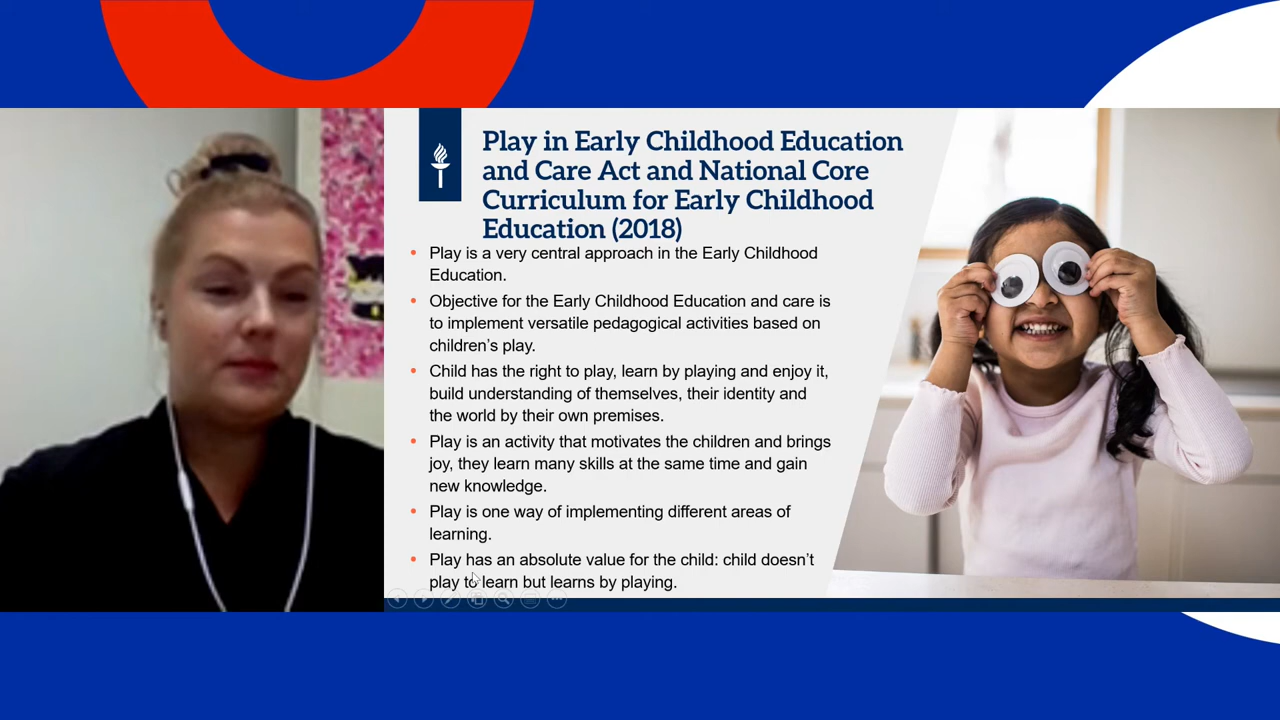 Play in Early Childhood Education
and Care Act and National Core
Curriculum for Early Childhood
Education (2018)
• Play is a very central approach in the Early Childhood
Education.
• Objective for the Early Childhood Education and care is
to implement versatile pedagogical activities based on
children’s play.
• Child has the right to play, learn by playing and enjoy it,
build understanding of themselves, their identity and
the world by their own premises.
• Play is an activity that motivates the children and brings
joy, they learn many skills at the same time and gain
new knowledge.
• Play is one way of implementing different areas of
learning.
• Play has an absolute value for the child: child doesn’t
play to learn but learns by playing.